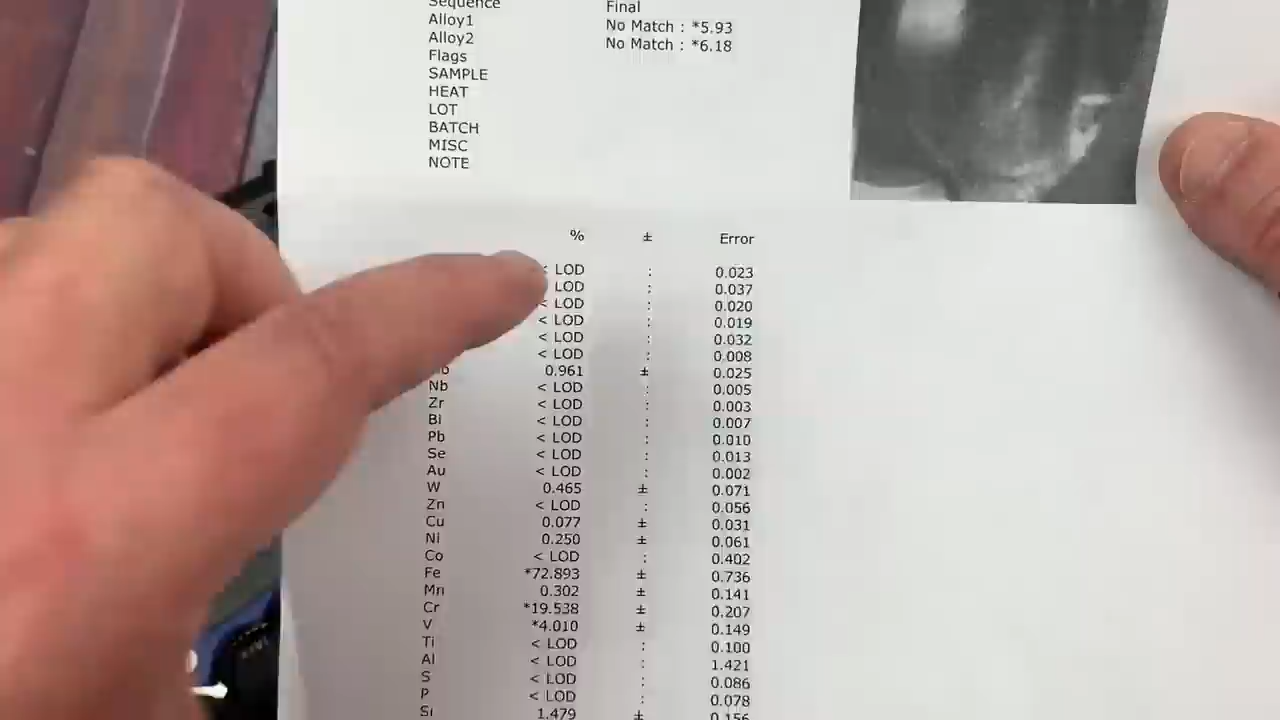 Sequence Final
Alloy1 No Match : *5.93
Alloy2 No Match : *6.18
Flags
SAMPLE
HEAT
LOT
BATCH
MISC
NOTE
% ± Error
< LOD : 0.023
LOD : 0.037
< LOD : 0.020
< LOD : 0.019
< LOD : 0.032
< LOD : 0.008
0.961 ± 0.025
Nb < LOD : 0.005
Zr < LOD : 0.003
Bi < LOD : 0.007
Pb < LOD : 0.010
Se < LOD : 0.013
Au < LOD : 0.002
W 0.465 ± 0.071
Zn < LOD : 0.056
Cu 0.077 ± 0.031
Ni 0.250 ± 0.061
Co < LOD : 0.402
Fe *72.893 ± 0.736
Mn 0.302 ± 0.141
Cr *19.538 ± 0.207
V *4.010 ± 0.149
Ti < LOD : 0.100
Al < LOD : 1.421
S < LOD : 0.086
P < LOD : 0.078
Si 1.479 ± 0.156